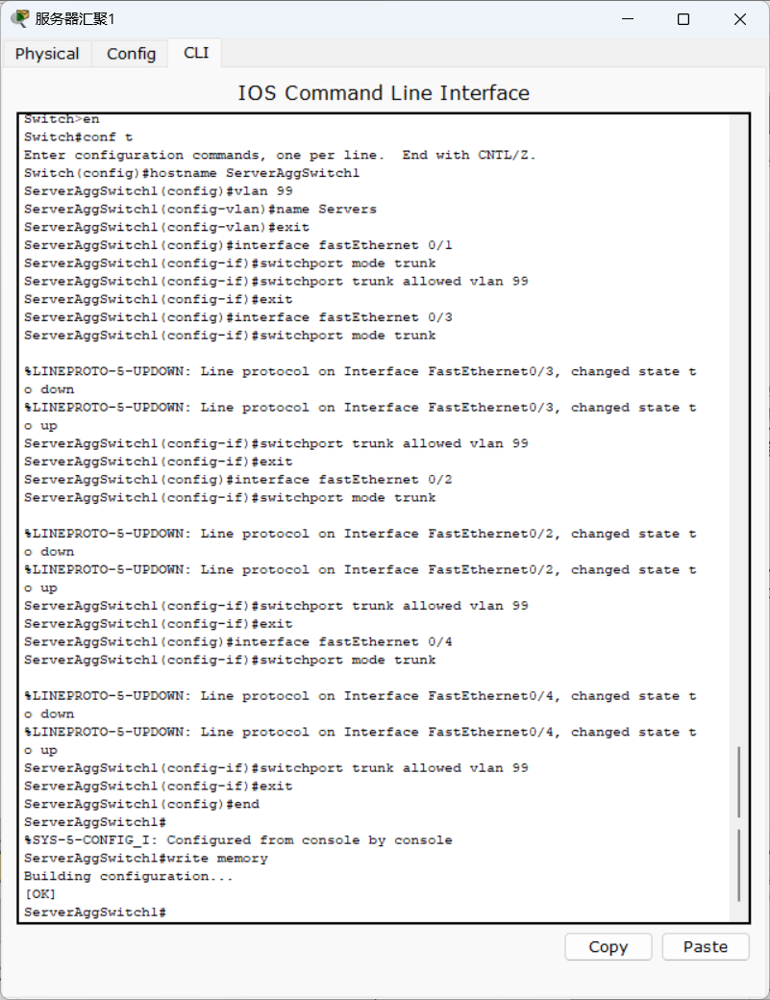 服务器汇聚1
Physical Config CLI
IOS Command Line Interface
Switch>en
Switch#conf t
Enter configuration commands, one per line.  End with CNTL/Z.
Switch(config)#hostname ServerAggSwitch1
ServerAggSwitch1(config)#vlan 99
ServerAggSwitch1(config-vlan)#name Servers
ServerAggSwitch1(config-vlan)#exit
ServerAggSwitch1(config)#interface fastEthernet 0/1
ServerAggSwitch1(config-if)#switchport mode trunk
ServerAggSwitch1(config-if)#switchport trunk allowed vlan 99
ServerAggSwitch1(config-if)#exit
ServerAggSwitch1(config)#interface fastEthernet 0/3
ServerAggSwitch1(config-if)#switchport mode trunk
%LINEPROTO-5-UPDOWN: Line protocol on Interface FastEthernet0/3, changed state t
o down
%LINEPROTO-5-UPDOWN: Line protocol on Interface FastEthernet0/3, changed state t
o up
ServerAggSwitch1(config-if)#switchport trunk allowed vlan 99
ServerAggSwitch1(config-if)#exit
ServerAggSwitch1(config)#interface fastEthernet 0/2
ServerAggSwitch1(config-if)#switchport mode trunk
%LINEPROTO-5-UPDOWN: Line protocol on Interface FastEthernet0/2, changed state t
o down
%LINEPROTO-5-UPDOWN: Line protocol on Interface FastEthernet0/2, changed state t
o up
ServerAggSwitch1(config-if)#switchport trunk allowed vlan 99
ServerAggSwitch1(config-if)#exit
ServerAggSwitch1(config)#interface fastEthernet 0/4
ServerAggSwitch1(config-if)#switchport mode trunk
%LINEPROTO-5-UPDOWN: Line protocol on Interface FastEthernet0/4, changed state t
o down
%LINEPROTO-5-UPDOWN: Line protocol on Interface FastEthernet0/4, changed state t
o up
ServerAggSwitch1(config-if)#switchport trunk allowed vlan 99
ServerAggSwitch1(config-if)#exit
ServerAggSwitch1(config)#end
ServerAggSwitch1#
%SYS-5-CONFIG_I: Configured from console by console
ServerAggSwitch1#write memory
Building configuration...
[OK]
ServerAggSwitch1#
Copy Paste